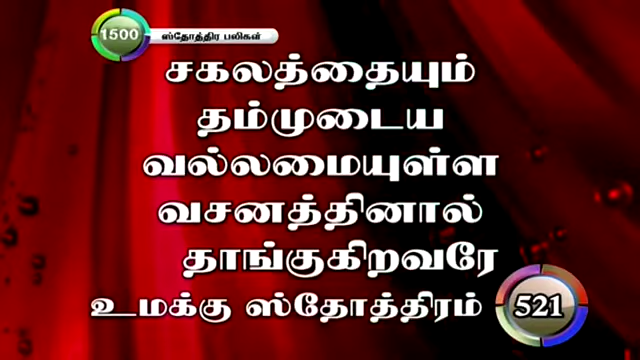 1500 ஸ்தோத்திர பலிகள்
சகலத்தையும்
தம்முடைய
வல்லமையுள்ள
வசனத்தினால்
தாங்குகிறவரே
உமக்கு ஸ்தோத்திரம் 521